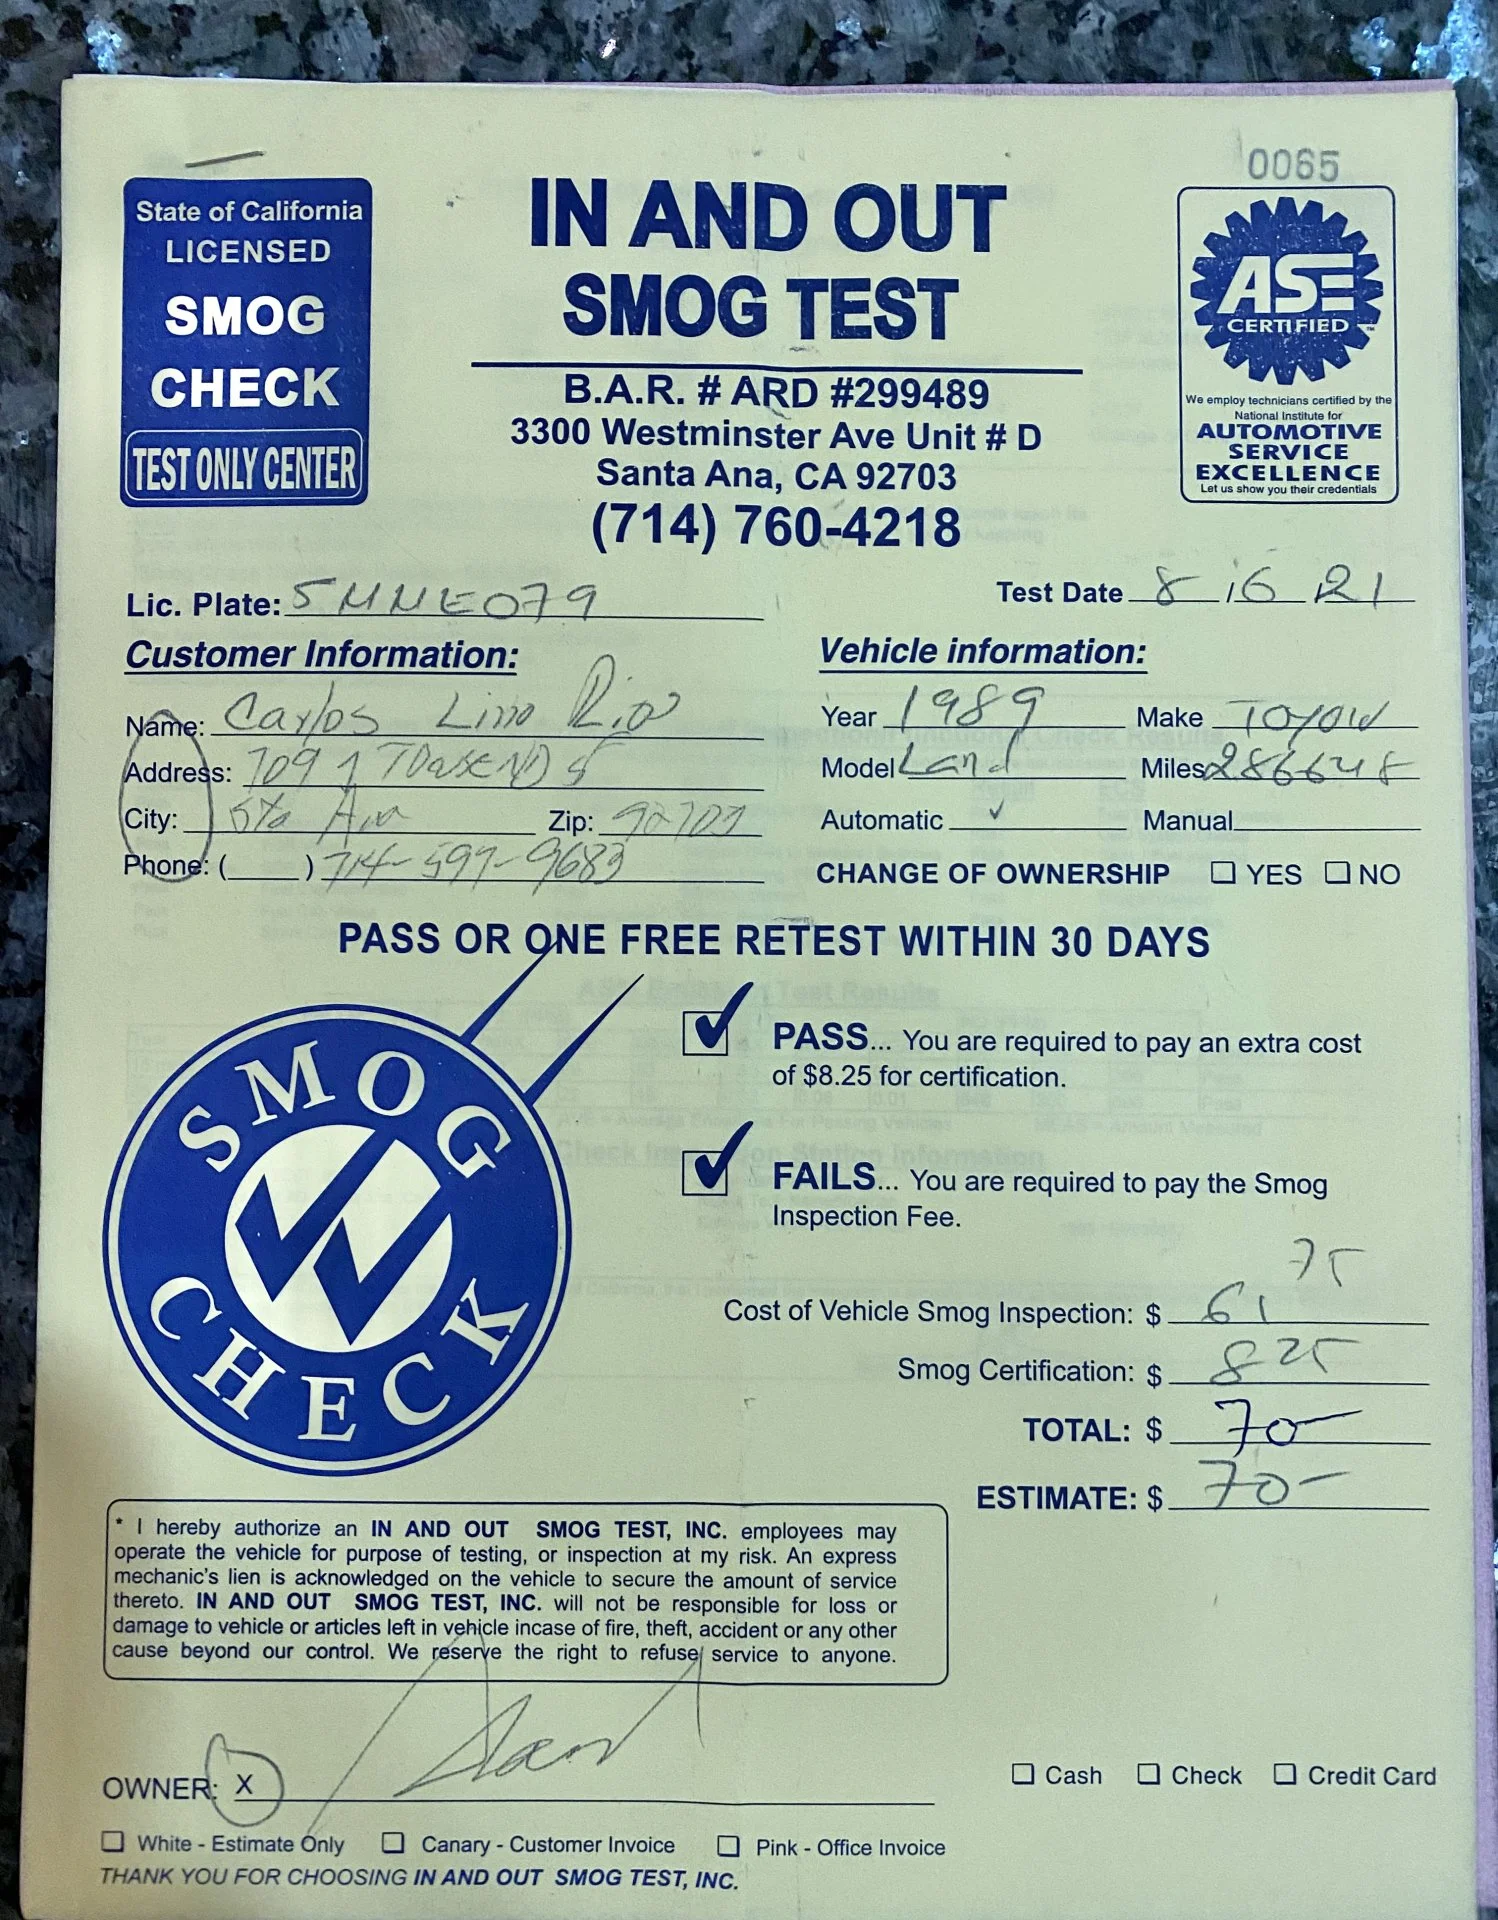 0065
State of California
LICENSED
SMOG
CHECK
TEST ONLY CENTER
IN AND OUT
SMOG TEST
B.A.R. # ARD #299489
3300 Westminster Ave Unit # D
Santa Ana, CA 92703
(714) 760-4218
ASE
CERTIFIED
We employ technicians certified by the
National Institute for
AUTOMOTIVE
SERVICE
EXCELLENCE
Let us show you their credentials
Lic. Plate: 5MNE079
Test Date 8 16 21
Customer Information:
Vehicle information:
Name: Carlos Lino Rio
Year 1989 Make Toyota
Address: 709
Model Land Miles 286648
City: Sta Ana Zip: 92703
Automatic ✓ Manual
Phone: ( ) 714-597-9683
CHANGE OF OWNERSHIP ☐ YES ☐ NO
PASS OR ONE FREE RETEST WITHIN 30 DAYS
SMOG CHECK
PASS... You are required to pay an extra cost
of $8.25 for certification.
FAILS... You are required to pay the Smog
Inspection Fee.
Cost of Vehicle Smog Inspection: $ 61 75
Smog Certification: $ 8 25
TOTAL: $ 70-
ESTIMATE: $ 70-
* I hereby authorize an IN AND OUT SMOG TEST, INC. employees may
operate the vehicle for purpose of testing, or inspection at my risk. An express
mechanic's lien is acknowledged on the vehicle to secure the amount of service
thereto. IN AND OUT SMOG TEST, INC. will not be responsible for loss or
damage to vehicle or articles left in vehicle incase of fire, theft, accident or any other
cause beyond our control. We reserve the right to refuse service to anyone.
OWNER: X
☐ Cash ☐ Check ☐ Credit Card
☐ White - Estimate Only ☐ Canary - Customer Invoice ☐ Pink - Office Invoice
THANK YOU FOR CHOOSING IN AND OUT SMOG TEST, INC.